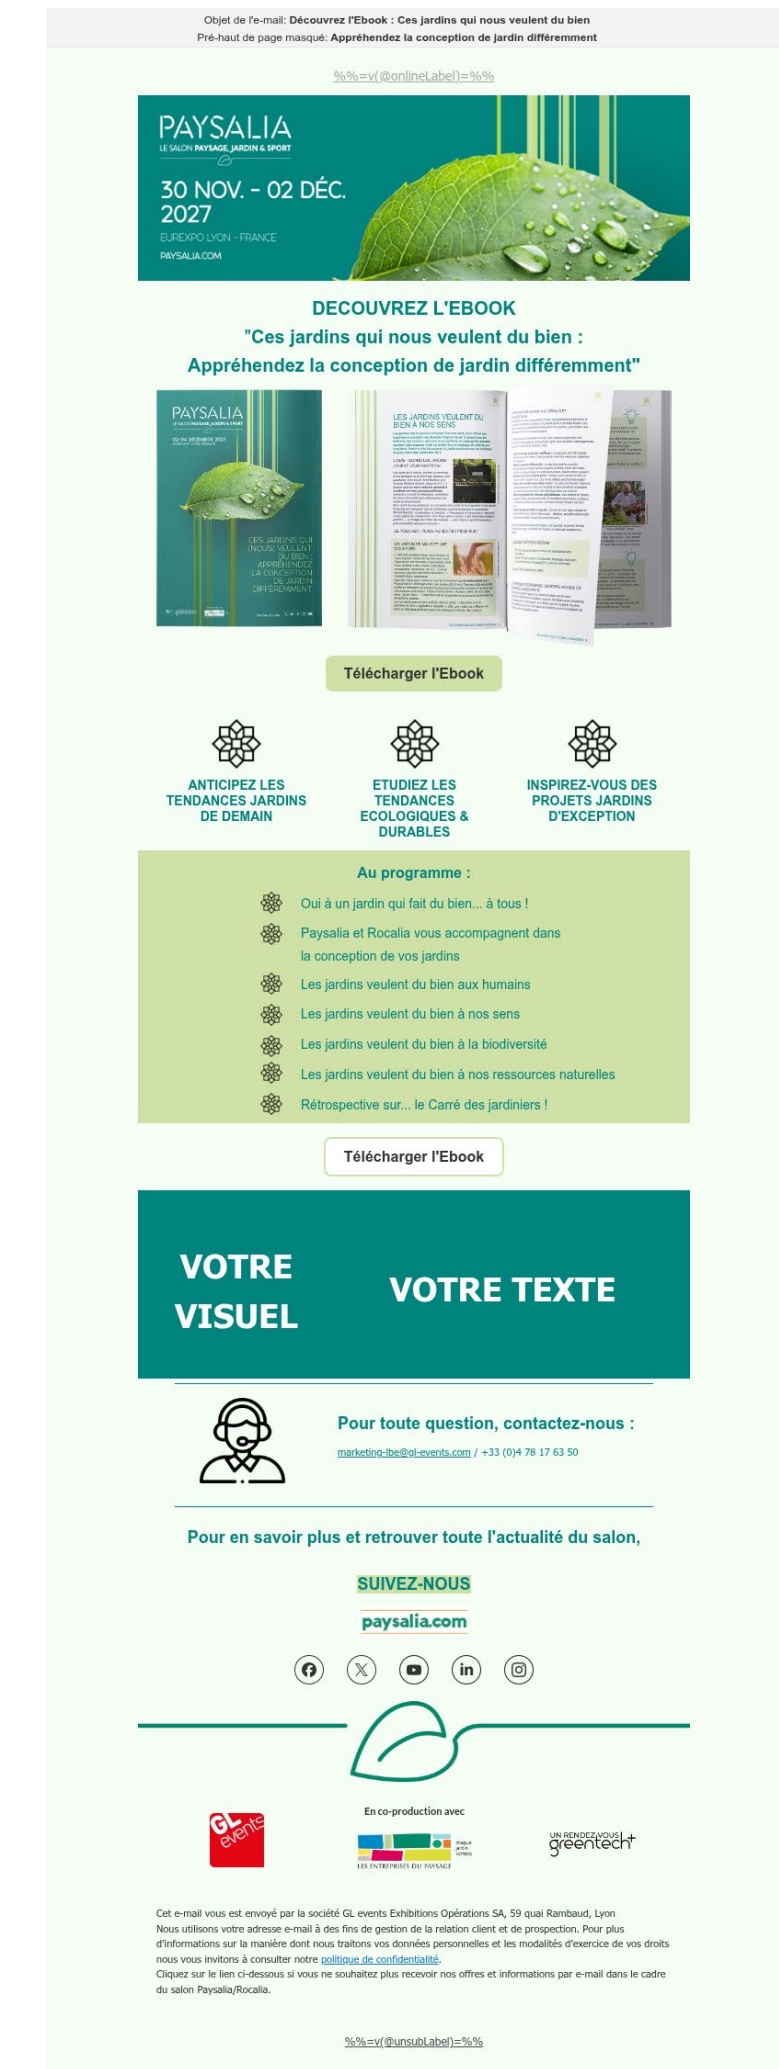 Objet de l'e-mail: Découvrez l'Ebook : Ces jardins qui nous veulent du bien
Pré-haut de page masqué: Appréhendez la conception de jardin différemment
%%=v(@onlineLabel)=%%
PAYSALIA
LE SALON PAYSAGE, JARDIN & SPORT
30 NOV. - 02 DÉC.
2027
EUREXPO LYON - FRANCE
PAYSALIA.COM
DECOUVREZ L'EBOOK
"Ces jardins qui nous veulent du bien :
Appréhendez la conception de jardin différemment"
PAYSALIA
LE SALON PAYSAGE, JARDIN & SPORT
CES JARDINS QUI
(NOUS) VEULENT
DU BIEN :
APPRÉHENDEZ
LA CONCEPTION
DE JARDIN
DIFFÉREMMENT
LES JARDINS VEULENT DU
BIEN À NOS SENS
Télécharger l'Ebook
ANTICIPEZ LES
TENDANCES JARDINS
DE DEMAIN
ETUDIEZ LES
TENDANCES
ECOLOGIQUES &
DURABLES
INSPIREZ-VOUS DES
PROJETS JARDINS
D'EXCEPTION
Au programme :
Oui à un jardin qui fait du bien... à tous !
Paysalia et Rocalia vous accompagnent dans
la conception de vos jardins
Les jardins veulent du bien aux humains
Les jardins veulent du bien à nos sens
Les jardins veulent du bien à la biodiversité
Les jardins veulent du bien à nos ressources naturelles
Rétrospective sur... le Carré des jardiniers !
Télécharger l'Ebook
VOTRE
VISUEL
VOTRE TEXTE
Pour toute question, contactez-nous :
marketing-lbe@gl-events.com / +33 (0)4 78 17 63 50
Pour en savoir plus et retrouver toute l'actualité du salon,
SUIVEZ-NOUS
paysalia.com
GL events
En co-production avec
chaque
jardin
compte
LES ENTREPRISES DU PAYSAGE
UN RENDEZ-VOUS
greentech+
Cet e-mail vous est envoyé par la société GL events Exhibitions Opérations SA, 59 quai Rambaud, Lyon
Nous utilisons votre adresse e-mail à des fins de gestion de la relation client et de prospection. Pour plus
d'informations sur la manière dont nous traitons vos données personnelles et les modalités d'exercice de vos droits
nous vous invitons à consulter notre politique de confidentialité.
Cliquez sur le lien ci-dessous si vous ne souhaitez plus recevoir nos offres et informations par e-mail dans le cadre
du salon Paysalia/Rocalia.
%%=v(@unsubLabel)=%%